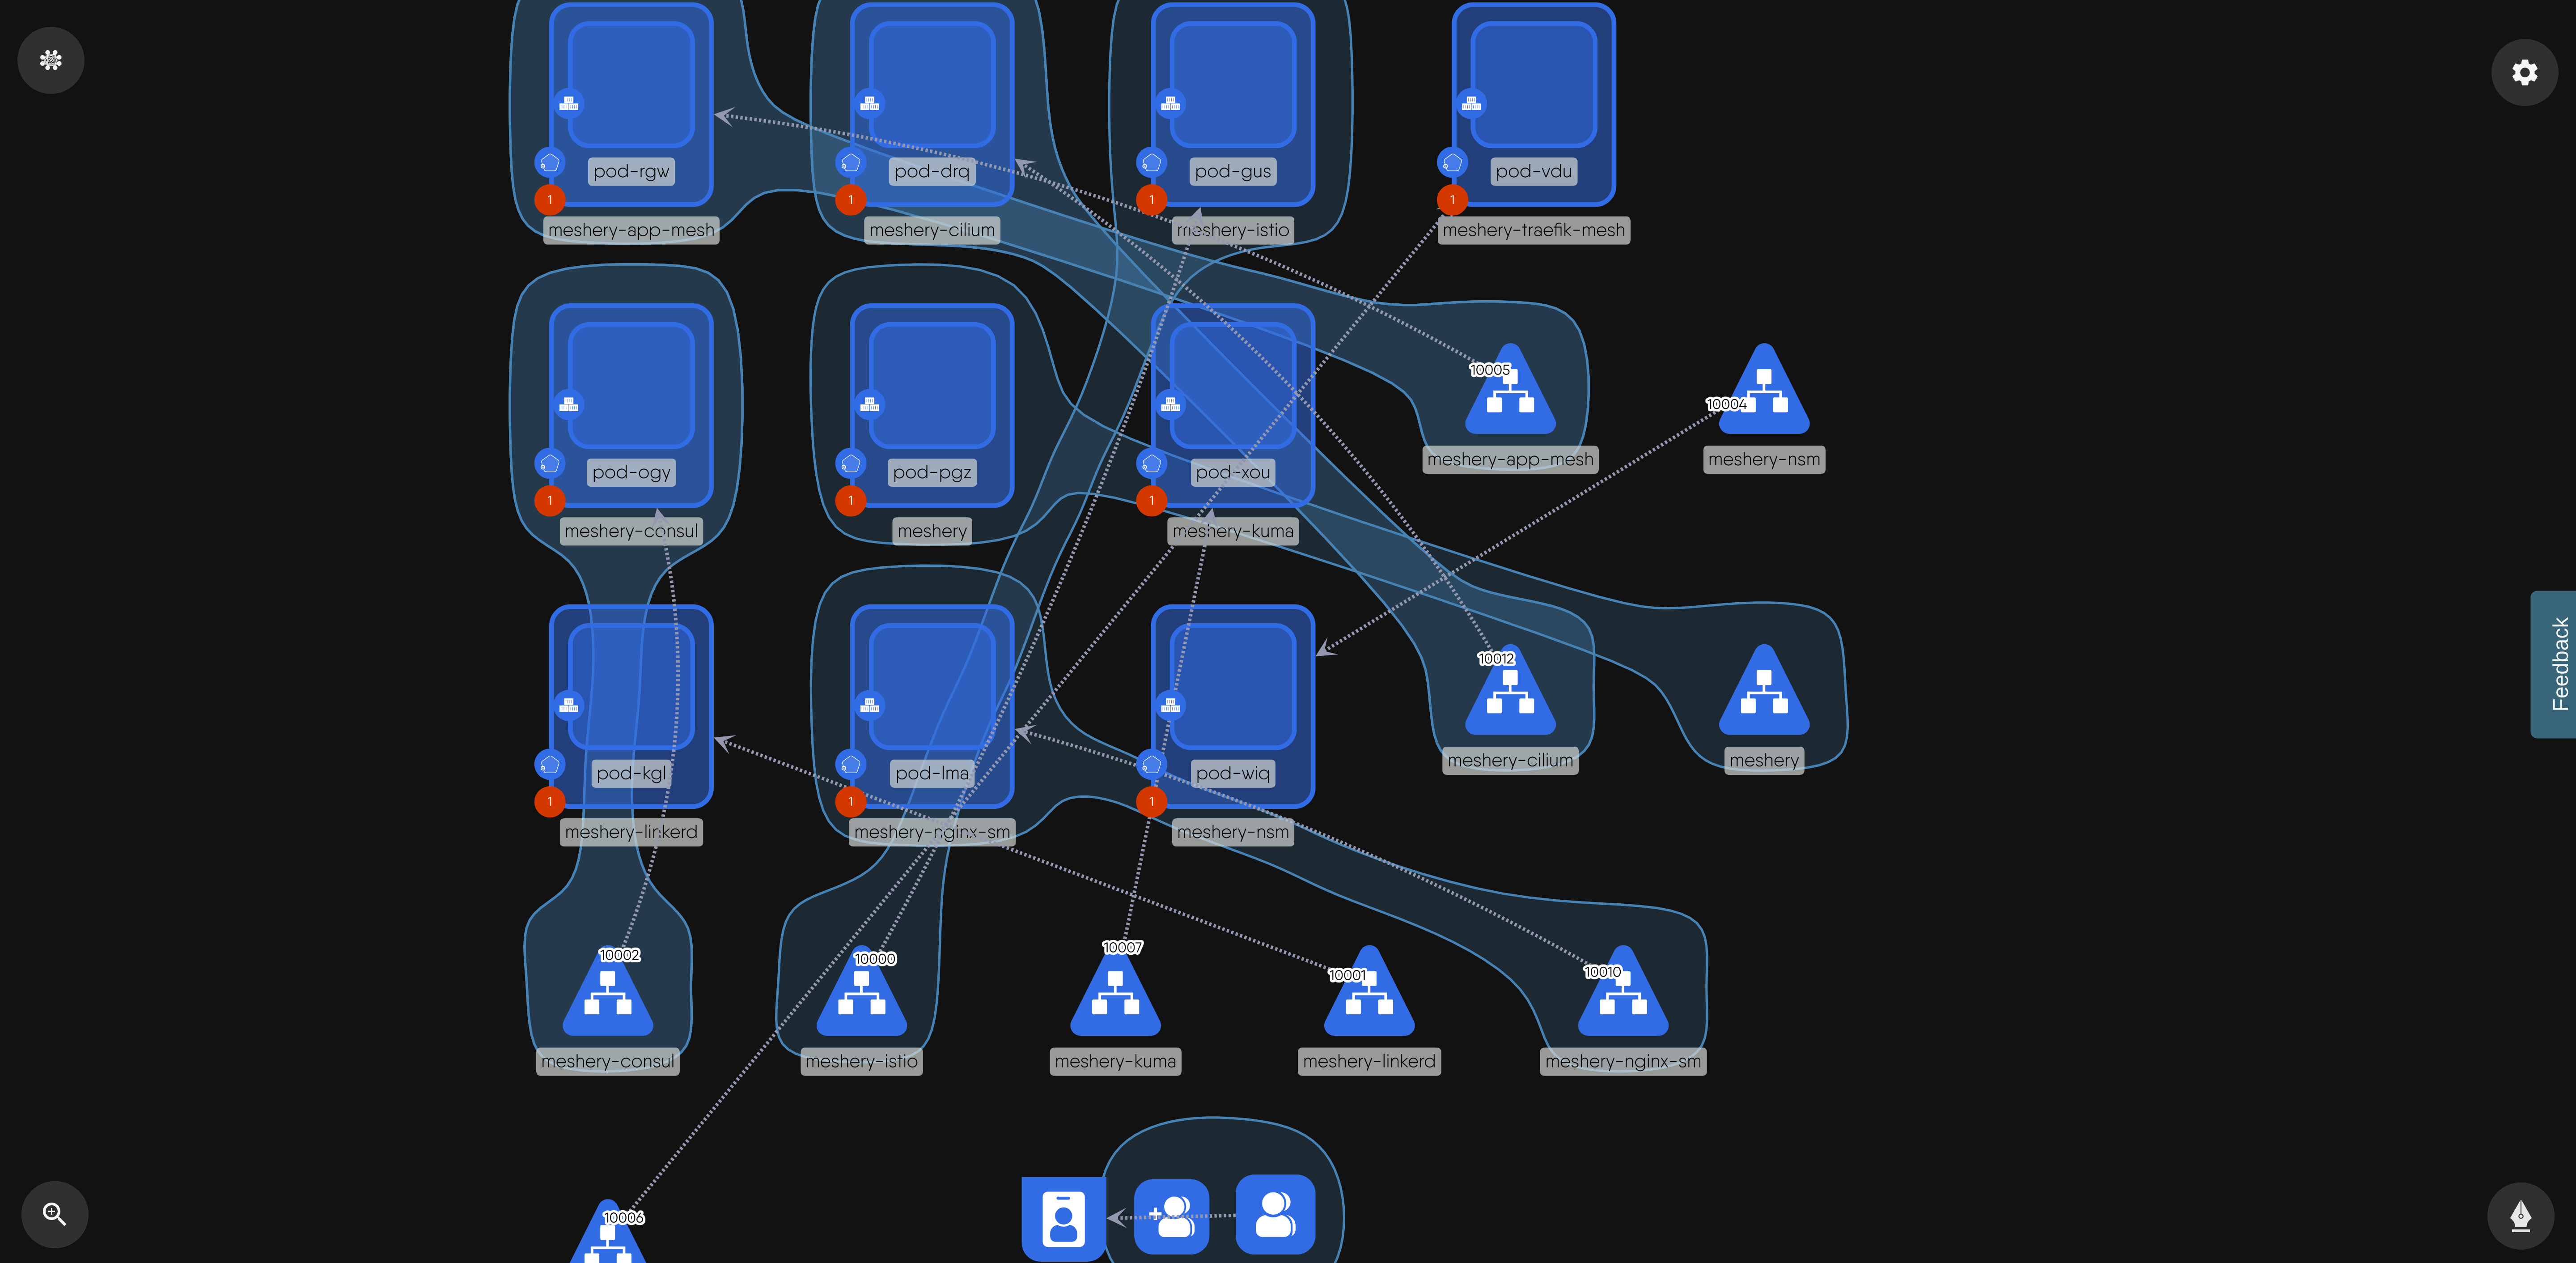 pod-rgw
pod-drq
pod-gus
pod-vdu
1
1
1
1
meshery-app-mesh
meshery-cilium
meshery-istio
meshery-traefik-mesh
10005
10004
pod-ogy
pod-pgz
pod-xou
meshery-app-mesh
meshery-nsm
1
1
1
meshery-consul
meshery
meshery-kuma
Feedback
10012
pod-kgl
pod-lma
pod-wiq
meshery-cilium
meshery
1
1
1
meshery-linkerd
meshery-nginx-sm
meshery-nsm
10002
10000
10007
10001
10010
meshery-consul
meshery-istio
meshery-kuma
meshery-linkerd
meshery-nginx-sm
10006